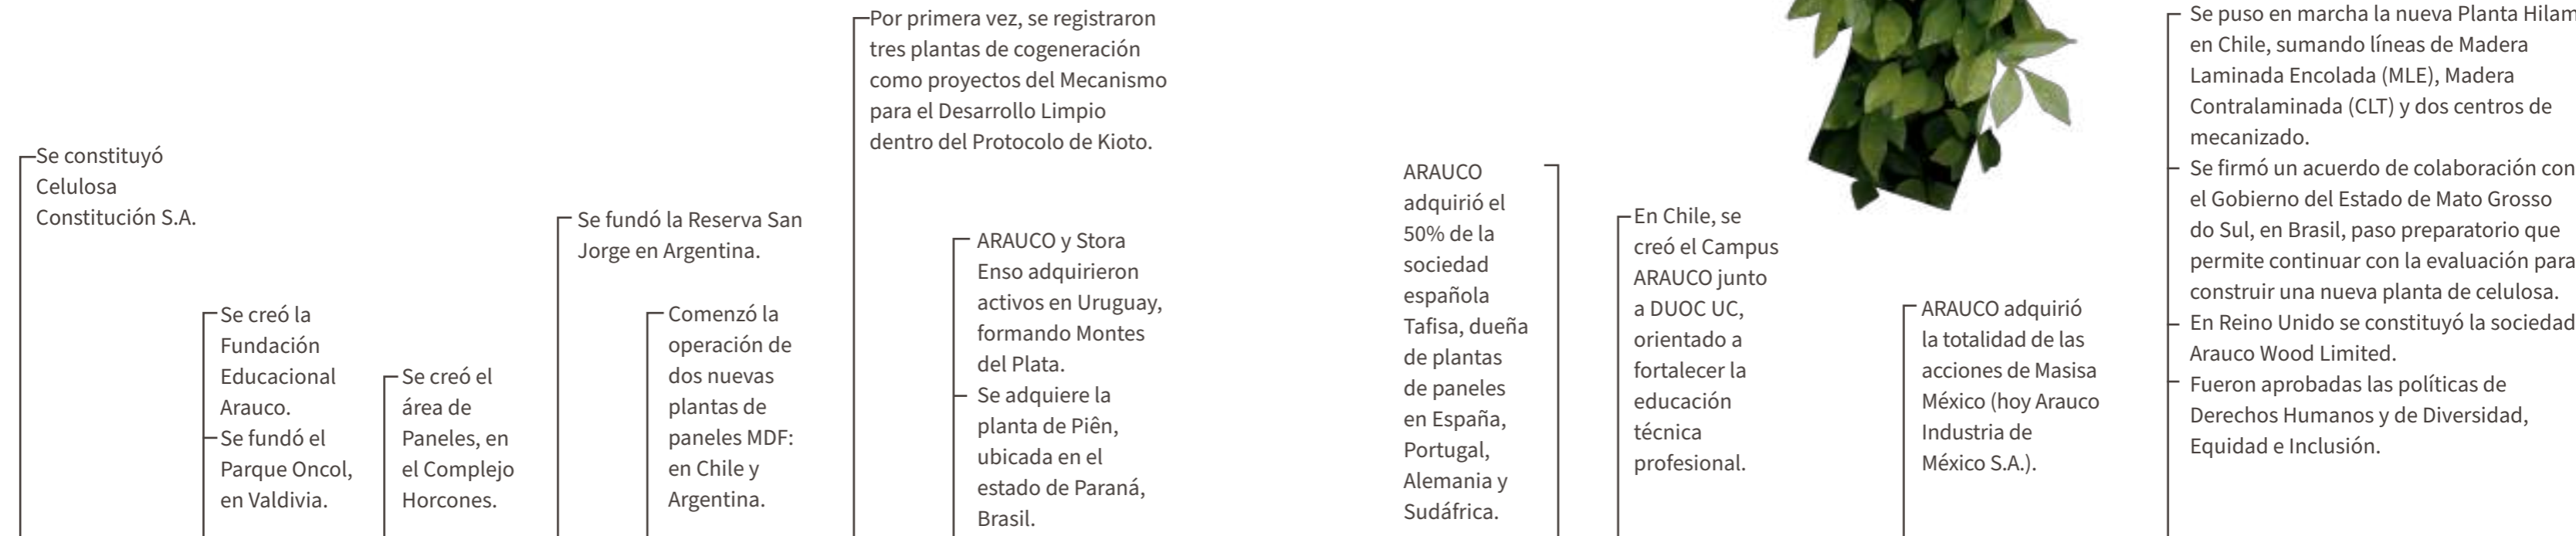 Se constituyó
Celulosa
Constitución S.A.
Se creó la
Fundación
Educacional
Arauco.
Se fundó el
Parque Oncol,
en Valdivia.
Se creó el
área de
Paneles, en
el Complejo
Horcones.
Se fundó la Reserva San
Jorge en Argentina.
Comenzó la
operación de
dos nuevas
plantas de
paneles MDF:
en Chile y
Argentina.
Por primera vez, se registraron
tres plantas de cogeneración
como proyectos del Mecanismo
para el Desarrollo Limpio
dentro del Protocolo de Kioto.
ARAUCO y Stora
Enso adquirieron
activos en Uruguay,
formando Montes
del Plata.
Se adquiere la
planta de Piên,
ubicada en el
estado de Paraná,
Brasil.
ARAUCO
adquirió el
50% de la
sociedad
española
Tafisa, dueña
de plantas
de paneles
en España,
Portugal,
Alemania y
Sudáfrica.
En Chile, se
creó el Campus
ARAUCO junto
a DUOC UC,
orientado a
fortalecer la
educación
técnica
profesional.
ARAUCO adquirió
la totalidad de las
acciones de Masisa
México (hoy Arauco
Industria de
México S.A.).
Se puso en marcha la nueva Planta Hilam
en Chile, sumando líneas de Madera
Laminada Encolada (MLE), Madera
Contralaminada (CLT) y dos centros de
mecanizado.
Se firmó un acuerdo de colaboración con
el Gobierno del Estado de Mato Grosso
do Sul, en Brasil, paso preparatorio que
permite continuar con la evaluación para
construir una nueva planta de celulosa.
En Reino Unido se constituyó la sociedad
Arauco Wood Limited.
Fueron aprobadas las políticas de
Derechos Humanos y de Diversidad,
Equidad e Inclusión.